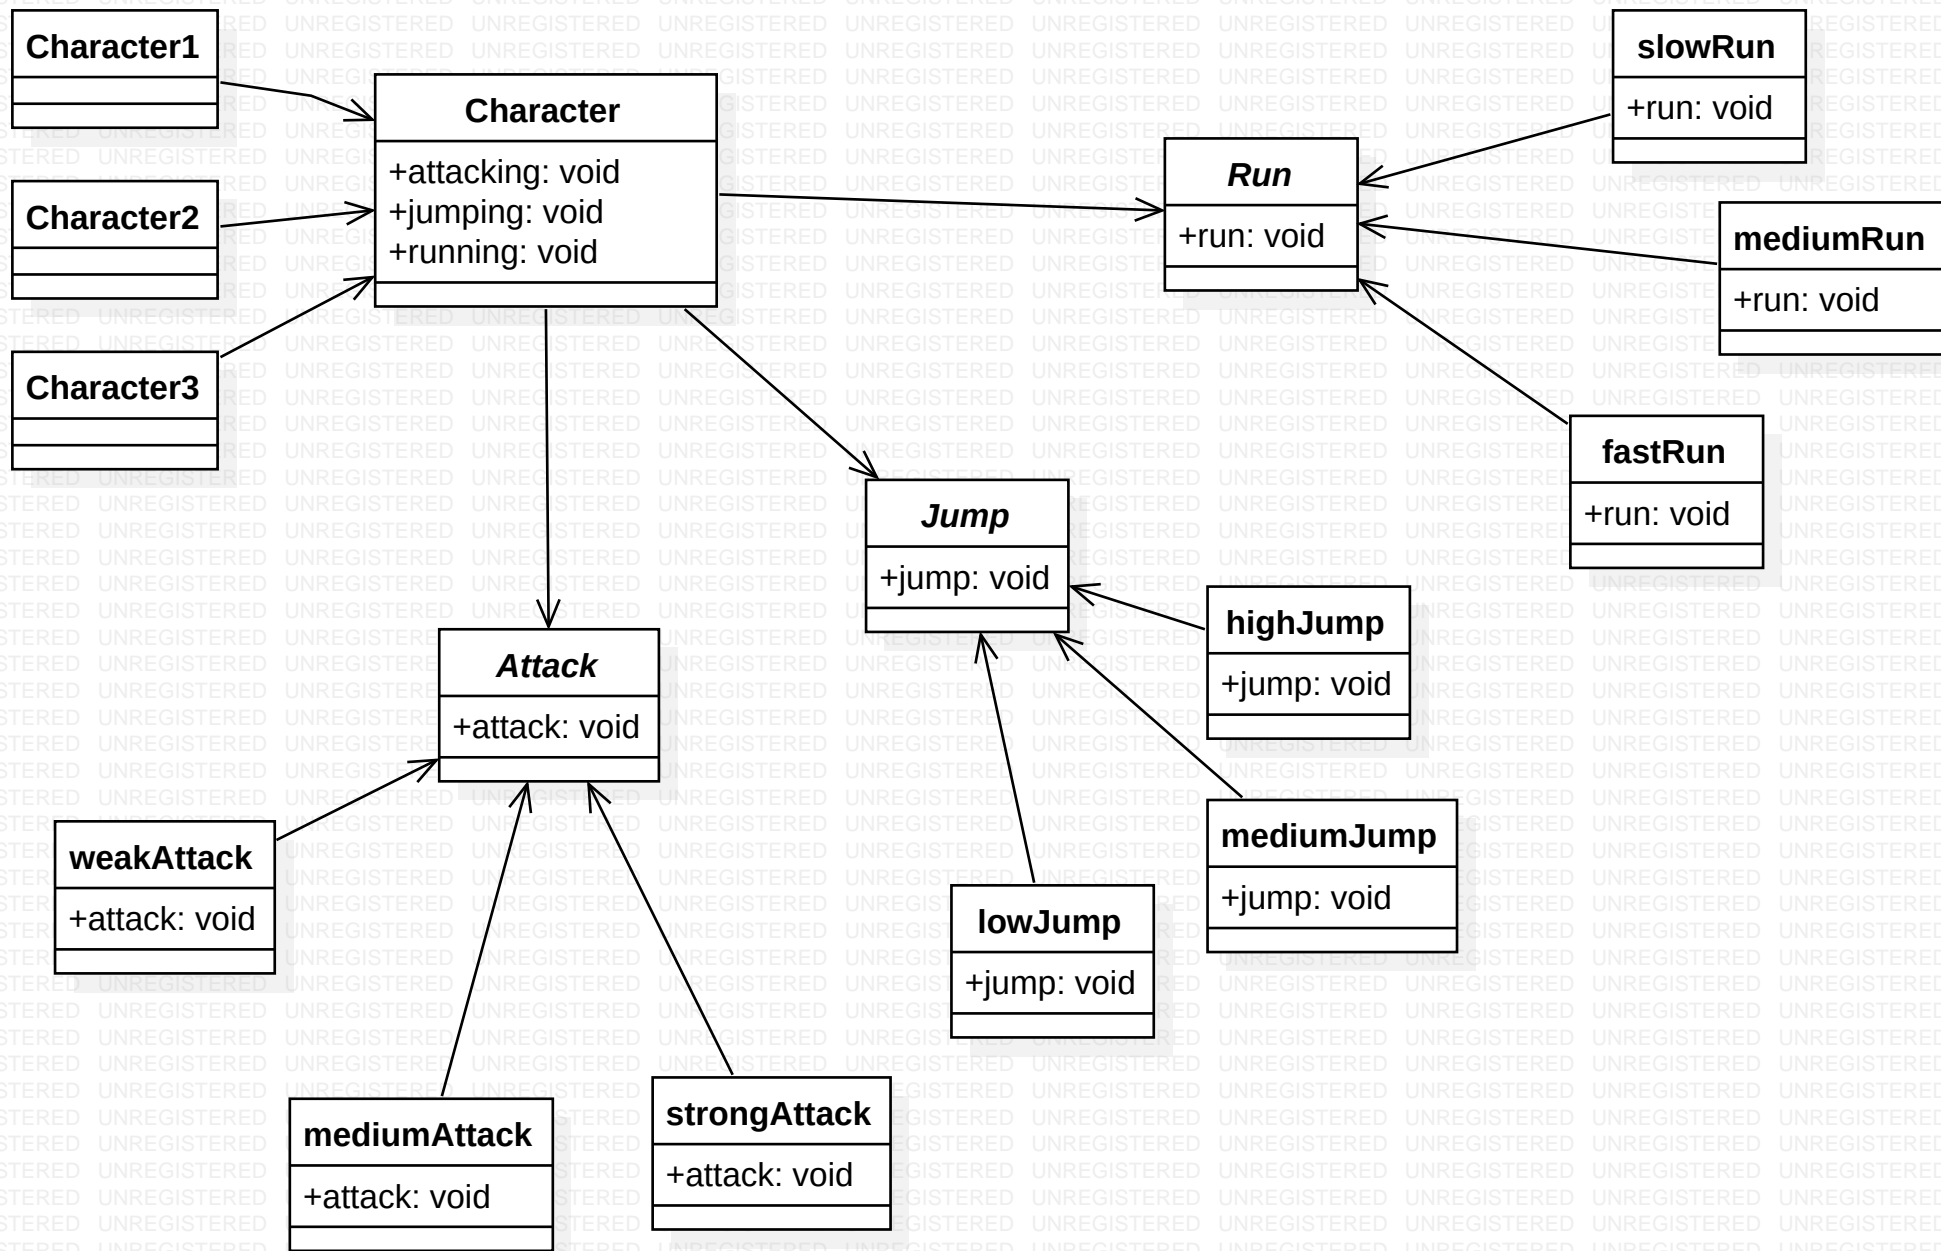 Character1
Character2
Character3
Character
+attacking: void
+jumping: void
+running: void
Run
+run: void
slowRun
+run: void
mediumRun
+run: void
fastRun
+run: void
Jump
+jump: void
highJump
+jump: void
mediumJump
+jump: void
lowJump
+jump: void
Attack
+attack: void
weakAttack
+attack: void
mediumAttack
+attack: void
strongAttack
+attack: void
UNREGISTERED